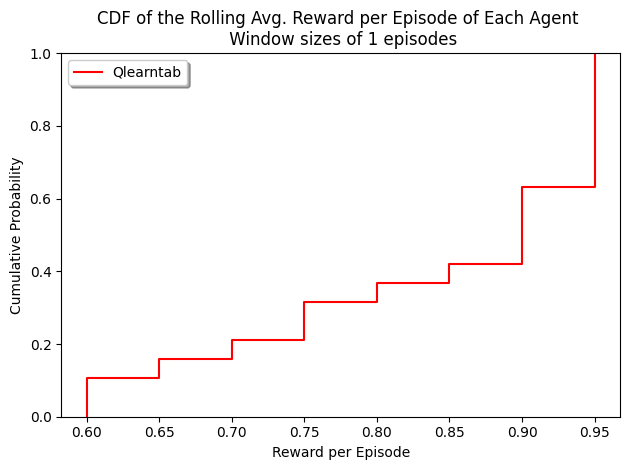 CDF of the Rolling Avg. Reward per Episode of Each Agent
Window sizes of 1 episodes
Qlearntab
1.0
0.8
0.6
0.4
0.2
0.0
Cumulative Probability
0.60 0.65 0.70 0.75 0.80 0.85 0.90 0.95
Reward per Episode